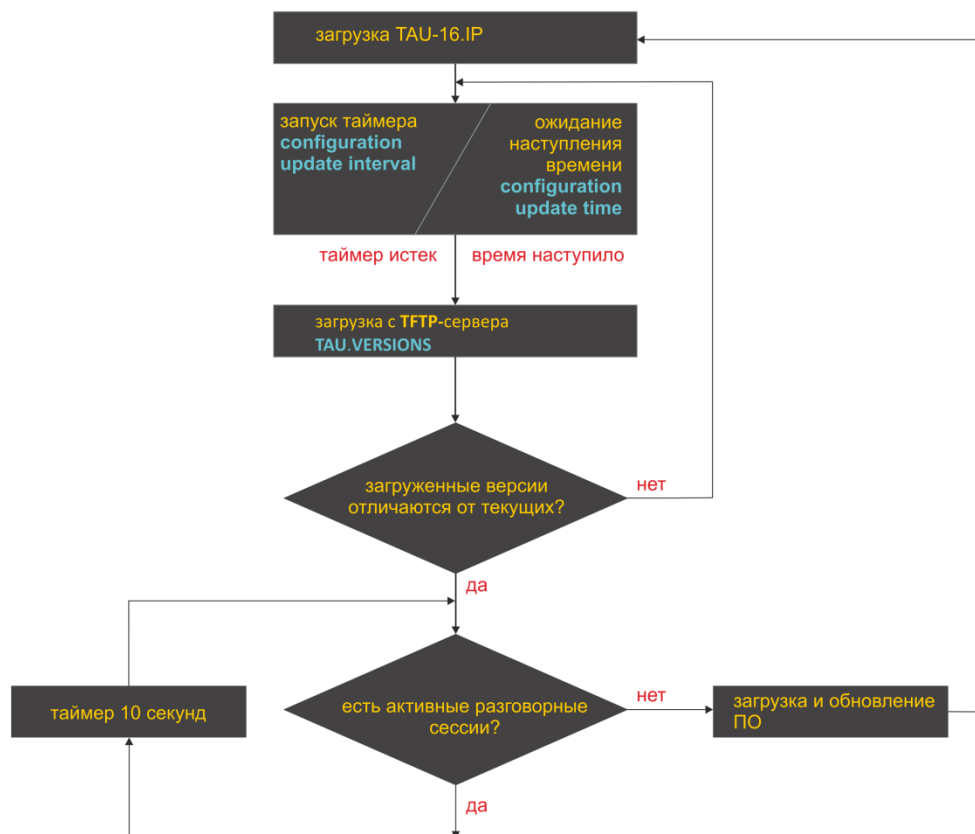 загрузка TAU-16.IP
запуск таймера
configuration
update interval
ожидание
наступления
времени
configuration
update time
таймер истек
время наступило
загрузка с TFTP-сервера
TAU.VERSIONS
загруженные версии
отличаются от текущих?
нет
да
таймер 10 секунд
есть активные разговорные
сессии?
нет
загрузка и обновление
ПО
да